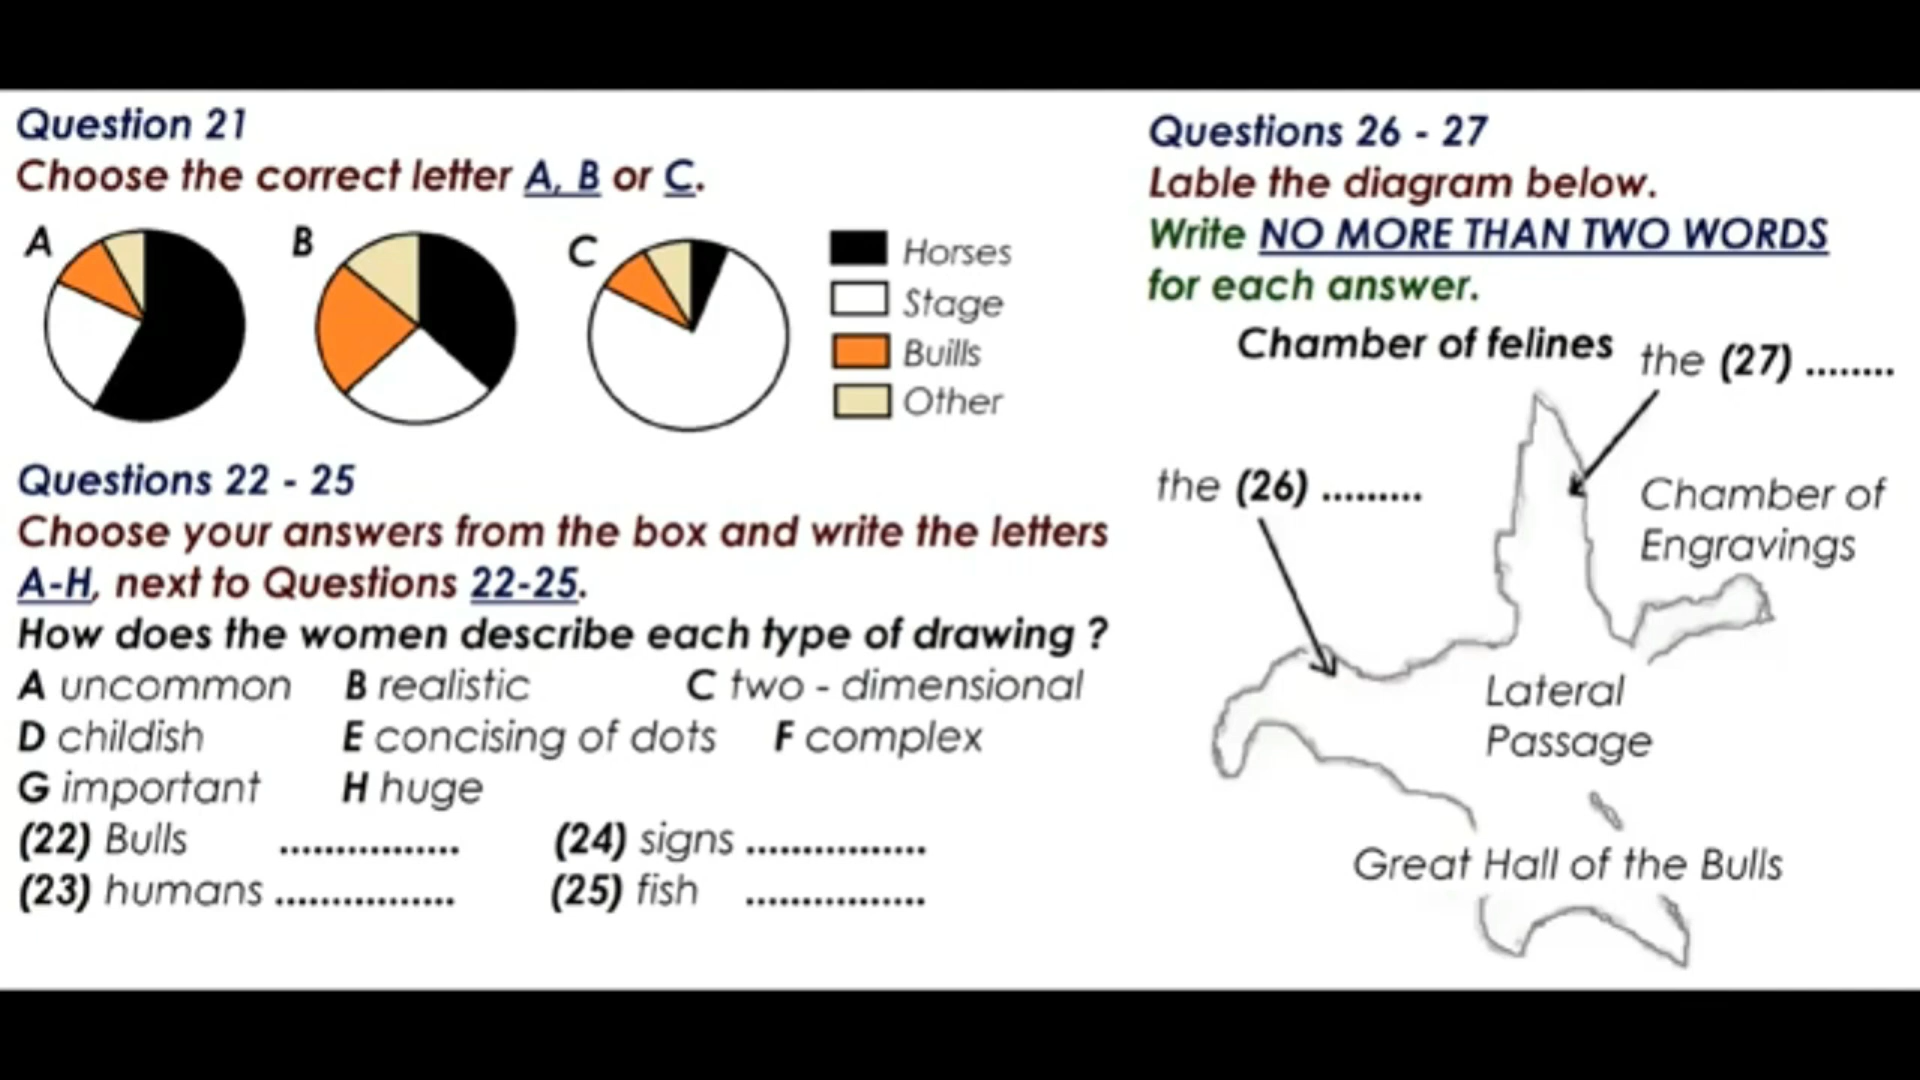 Question 21
Choose the correct letter A, B or C.
A
B
C
Horses
Stage
Buills
Other
Questions 22 - 25
Choose your answers from the box and write the letters
A-H, next to Questions 22-25.
How does the women describe each type of drawing ?
A uncommon B realistic C two - dimensional
D childish E concising of dots F complex
G important H huge
(22) Bulls ................ (24) signs ................
(23) humans ................ (25) fish ................
Questions 26 - 27
Lable the diagram below.
Write NO MORE THAN TWO WORDS
for each answer.
Chamber of felines
the (27) ........
the (26) .........
Chamber of
Engravings
Lateral
Passage
Great Hall of the Bulls